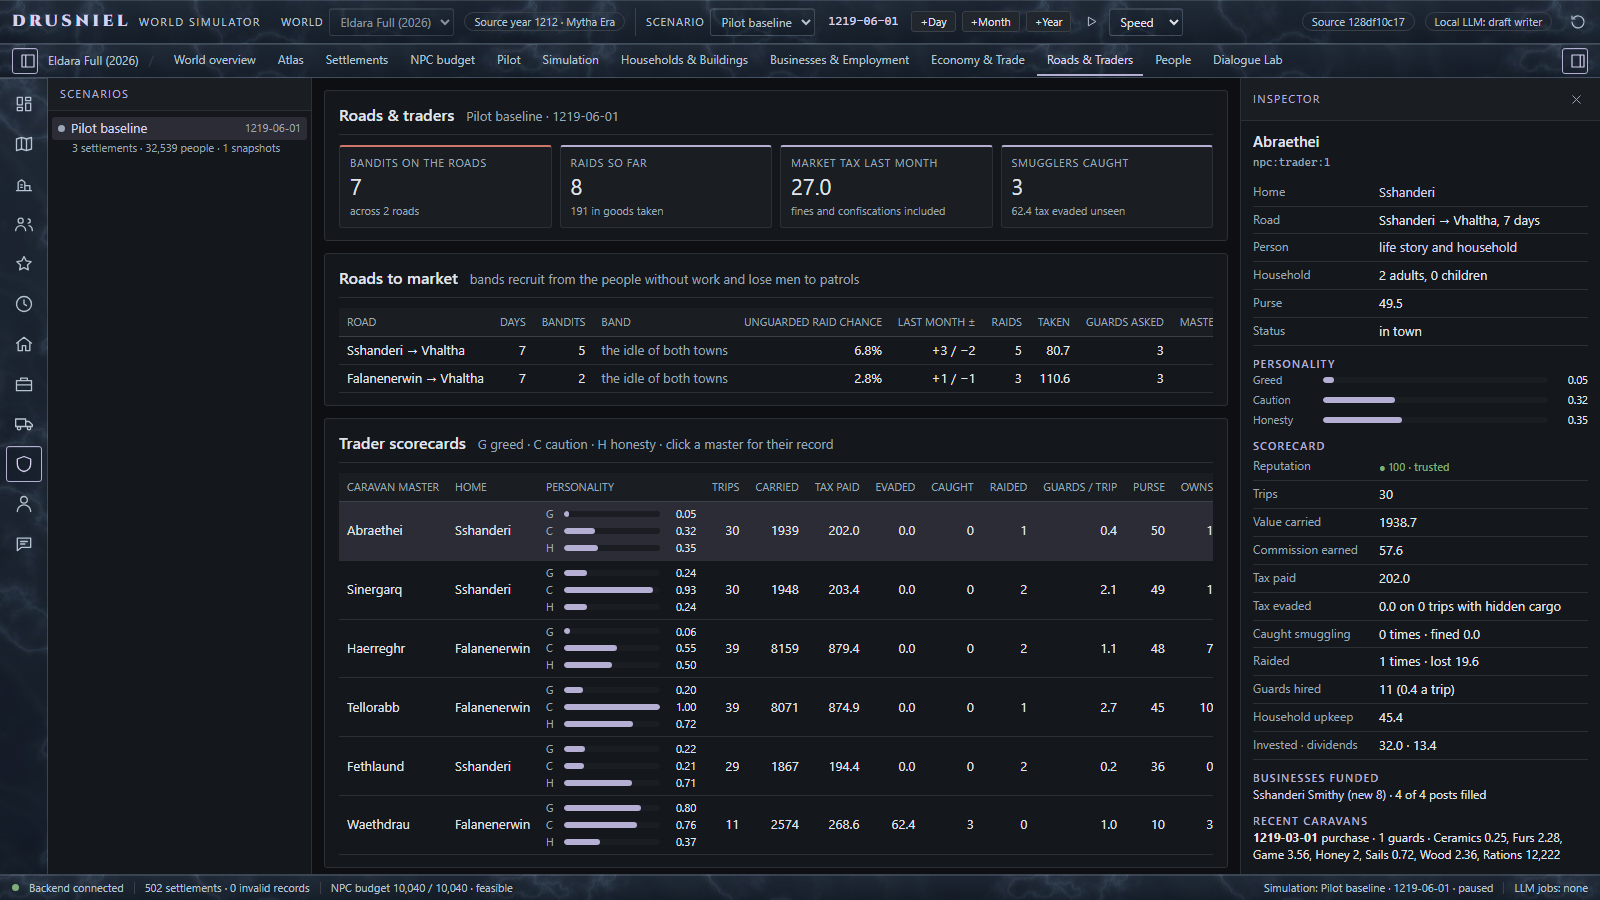 DRUSNIEL WORLD SIMULATOR WORLD Eldara Full (2026) Source year 1212 · Mytha Era SCENARIO Pilot baseline 1219-06-01 +Day +Month +Year Speed Source 128df10c17 Local LLM: draft writer
Eldara Full (2026) / World overview Atlas Settlements NPC budget Pilot Simulation Households & Buildings Businesses & Employment Economy & Trade Roads & Traders People Dialogue Lab
SCENARIOS
Pilot baseline 1219-06-01
3 settlements · 32,539 people · 1 snapshots
Roads & traders Pilot baseline · 1219-06-01
BANDITS ON THE ROADS
7
across 2 roads
RAIDS SO FAR
8
191 in goods taken
MARKET TAX LAST MONTH
27.0
fines and confiscations included
SMUGGLERS CAUGHT
3
62.4 tax evaded unseen
Roads to market bands recruit from the people without work and lose men to patrols
ROAD DAYS BANDITS BAND UNGUARDED RAID CHANCE LAST MONTH ± RAIDS TAKEN GUARDS ASKED MASTE
Sshanderi → Vhaltha 7 5 the idle of both towns 6.8% +3 / −2 5 80.7 3
Falanenerwin → Vhaltha 7 2 the idle of both towns 2.8% +1 / −1 3 110.6 3
Trader scorecards G greed · C caution · H honesty · click a master for their record
CARAVAN MASTER HOME PERSONALITY TRIPS CARRIED TAX PAID EVADED CAUGHT RAIDED GUARDS / TRIP PURSE OWNS
G 0.05
Abraethei Sshanderi C 0.32 30 1939 202.0 0.0 0 1 0.4 50 1
H 0.35
G 0.24
Sinergarq Sshanderi C 0.93 30 1948 203.4 0.0 0 2 2.1 49 1
H 0.24
G 0.06
Haerreghr Falanenerwin C 0.55 39 8159 879.4 0.0 0 2 1.1 48 7
H 0.50
G 0.20
Tellorabb Falanenerwin C 1.00 39 8071 874.9 0.0 0 1 2.7 45 10
H 0.72
G 0.22
Fethlaund Sshanderi C 0.21 29 1867 194.4 0.0 0 2 0.2 36 0
H 0.71
G 0.80
Waethdrau Falanenerwin C 0.76 11 2574 268.6 62.4 3 0 1.0 10 3
H 0.37
INSPECTOR
Abraethei
npc:trader:1
Home Sshanderi
Road Sshanderi → Vhaltha, 7 days
Person life story and household
Household 2 adults, 0 children
Purse 49.5
Status in town
PERSONALITY
Greed 0.05
Caution 0.32
Honesty 0.35
SCORECARD
Reputation ● 100 · trusted
Trips 30
Value carried 1938.7
Commission earned 57.6
Tax paid 202.0
Tax evaded 0.0 on 0 trips with hidden cargo
Caught smuggling 0 times · fined 0.0
Raided 1 times · lost 19.6
Guards hired 11 (0.4 a trip)
Household upkeep 45.4
Invested · dividends 32.0 · 13.4
BUSINESSES FUNDED
Sshanderi Smithy (new 8) · 4 of 4 posts filled
RECENT CARAVANS
1219-03-01 purchase · 1 guards · Ceramics 0.25, Furs 2.28,
Game 3.56, Honey 2, Sails 0.72, Wood 2.36, Rations 12,222
Backend connected 502 settlements · 0 invalid records NPC budget 10,040 / 10,040 · feasible Simulation: Pilot baseline · 1219-06-01 · paused LLM jobs: none